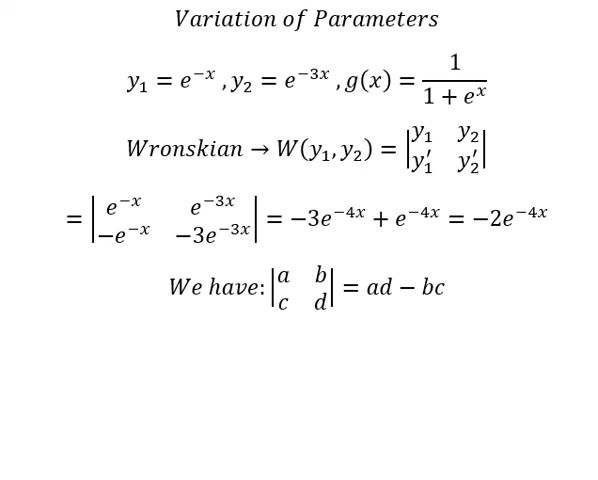 Variation of Parameters
y₁ = e⁻ˣ , y₂ = e⁻³ˣ , g(x) = 1 / (1 + eˣ)
Wronskian → W(y₁, y₂) = |y₁ y₂; y₁′ y₂′|
= |e⁻ˣ e⁻³ˣ; −e⁻ˣ −3e⁻³ˣ| = −3e⁻⁴ˣ + e⁻⁴ˣ = −2e⁻⁴ˣ
We have: |a b; c d| = ad − bc